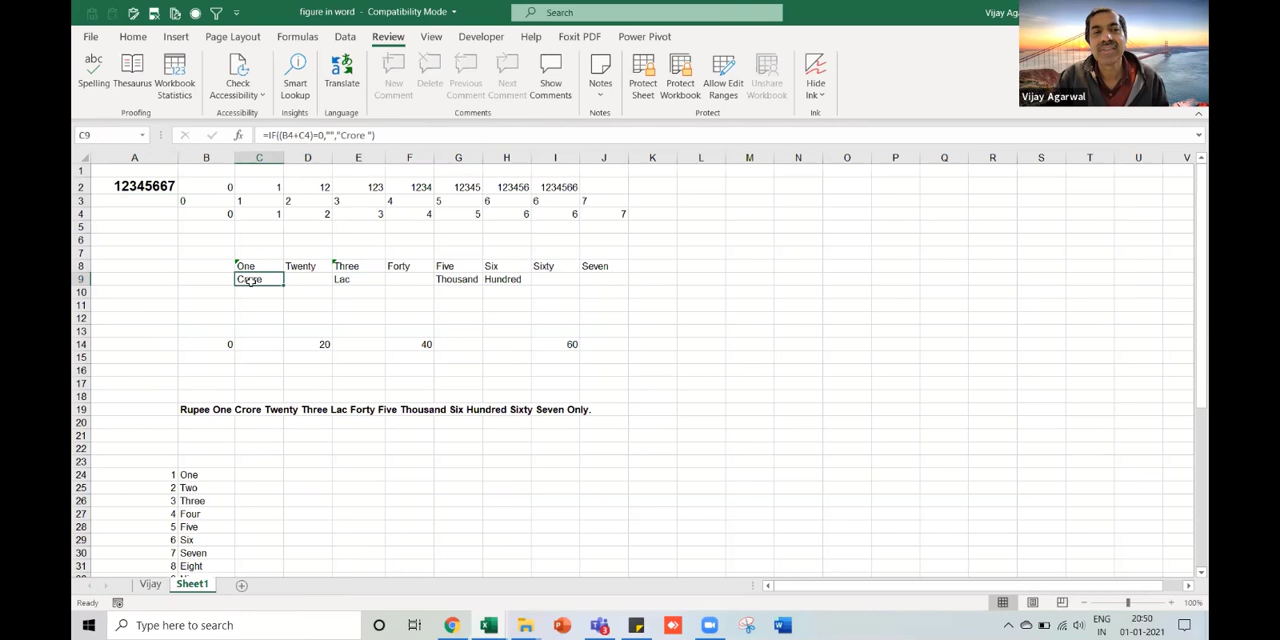 figure in word - Compatibility Mode
Search
Vijay Aga
File Home Insert Page Layout Formulas Data Review View Developer Help Foxit PDF Power Pivot
abc
123
Spelling Thesaurus Workbook Statistics Check Accessibility Smart Lookup Translate New Comment Delete Previous Comment Next Comment Show Comments Notes Protect Sheet Protect Workbook Allow Edit Ranges Unshare Workbook Hide Ink
Proofing Accessibility Insights Language Comments Notes Protect Ink
Vijay Agarwal
C9 fx =IF((B4+C4)=0,"","Crore ")
A B C D E F G H I J K L M N O P Q R S T U V
1
2 12345667 0 1 12 123 1234 12345 123456 1234566
3 0 1 2 3 4 5 6 6 7
4 0 1 2 3 4 5 6 6 7
5
6
7
8 One Twenty Three Forty Five Six Sixty Seven
9 Crore Lac Thousand Hundred
10
11
12
13
14 0 20 40 60
15
16
17
18
19 Rupee One Crore Twenty Three Lac Forty Five Thousand Six Hundred Sixty Seven Only.
20
21
22
23
24 1 One
25 2 Two
26 3 Three
27 4 Four
28 5 Five
29 6 Six
30 7 Seven
31 8 Eight
Vijay Sheet1
Ready 100%
Type here to search
ENG 20:50
IN 01-01-2021